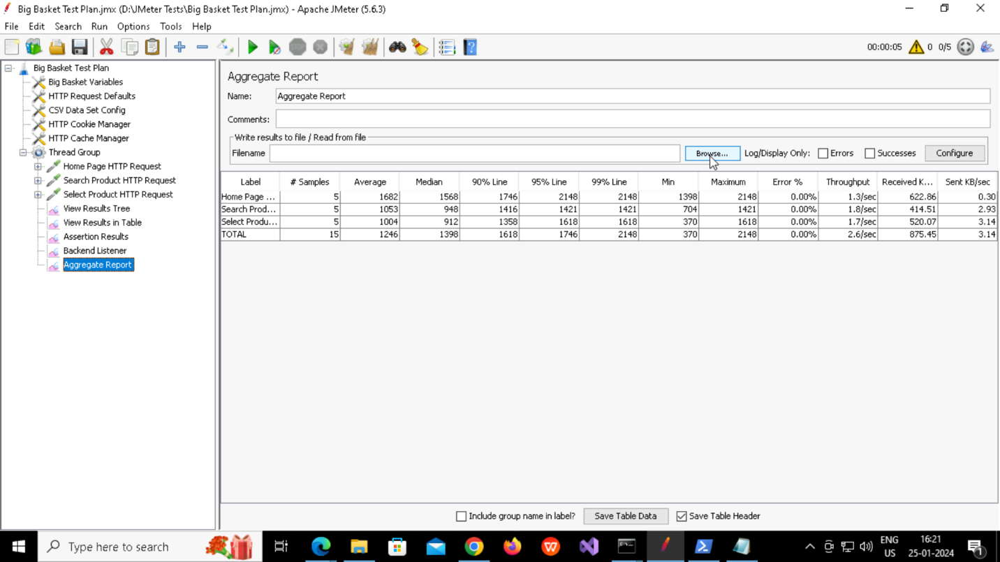 Big Basket Test Plan.jmx (D:\JMeter Tests\Big Basket Test Plan.jmx) - Apache JMeter (5.6.3)
File Edit Search Run Options Tools Help
00:00:05 0 0/5
Big Basket Test Plan
Big Basket Variables
HTTP Request Defaults
CSV Data Set Config
HTTP Cookie Manager
HTTP Cache Manager
Thread Group
Home Page HTTP Request
Search Product HTTP Request
Select Product HTTP Request
View Results Tree
View Results in Table
Assertion Results
Backend Listener
Aggregate Report
Aggregate Report
Name: Aggregate Report
Comments:
Write results to file / Read from file
Filename Browse... Log/Display Only: Errors Successes Configure
Label # Samples Average Median 90% Line 95% Line 99% Line Min Maximum Error % Throughput Received K... Sent KB/sec
Home Page ... 5 1682 1568 1746 2148 2148 1398 2148 0.00% 1.3/sec 622.86 0.30
Search Prod... 5 1053 948 1416 1421 1421 704 1421 0.00% 1.8/sec 414.51 2.93
Select Produ... 5 1004 912 1358 1618 1618 370 1618 0.00% 1.7/sec 520.07 3.14
TOTAL 15 1246 1398 1618 1746 2148 370 2148 0.00% 2.6/sec 875.45 3.14
Include group name in label? Save Table Data Save Table Header
Type here to search
ENG
US
16:21
25-01-2024
1